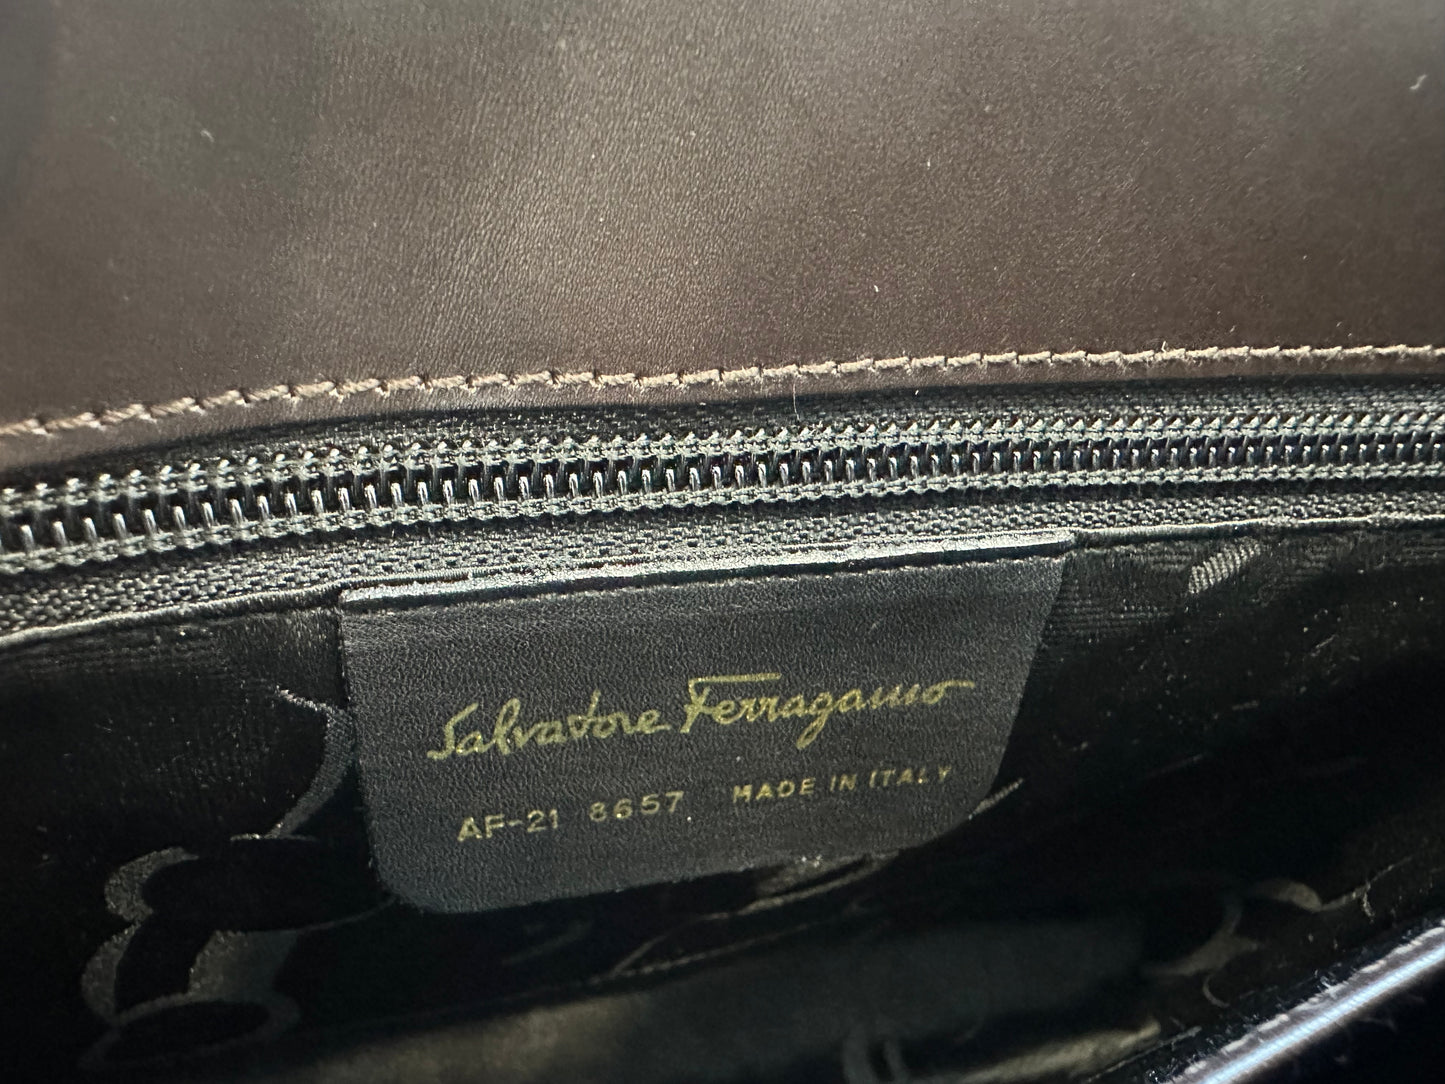 Salvatore Ferragamo
AF-21 8657 MADE IN ITALY